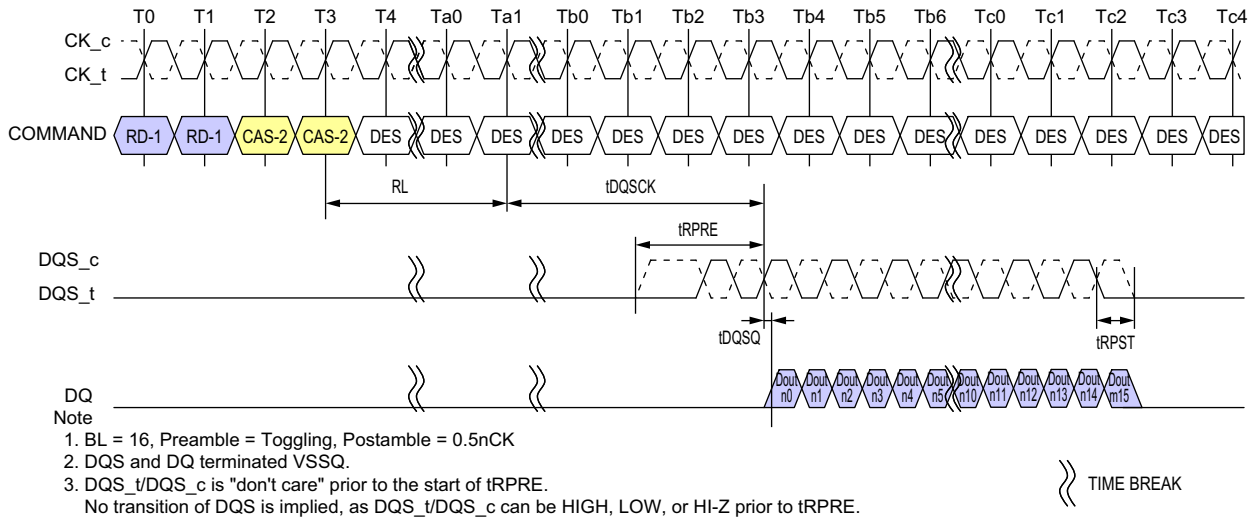 T0 T1 T2 T3 T4 Ta0 Ta1 Tb0 Tb1 Tb2 Tb3 Tb4 Tb5 Tb6 Tc0 Tc1 Tc2 Tc3 Tc4
CK_c
CK_t
COMMAND RD-1 RD-1 CAS-2 CAS-2 DES DES DES DES DES DES DES DES DES DES DES DES DES DES DES
RL tDQSCK
tRPRE
DQS_c
DQS_t
tDQSQ tRPST
DQ Dout n0 Dout n1 Dout n2 Dout n3 Dout n4 Dout n5 Dout n10 Dout n11 Dout n12 Dout n13 Dout n14 Dout m15
Note
1. BL = 16, Preamble = Toggling, Postamble = 0.5nCK
2. DQS and DQ terminated VSSQ.
3. DQS_t/DQS_c is "don't care" prior to the start of tRPRE.
No transition of DQS is implied, as DQS_t/DQS_c can be HIGH, LOW, or HI-Z prior to tRPRE.
TIME BREAK